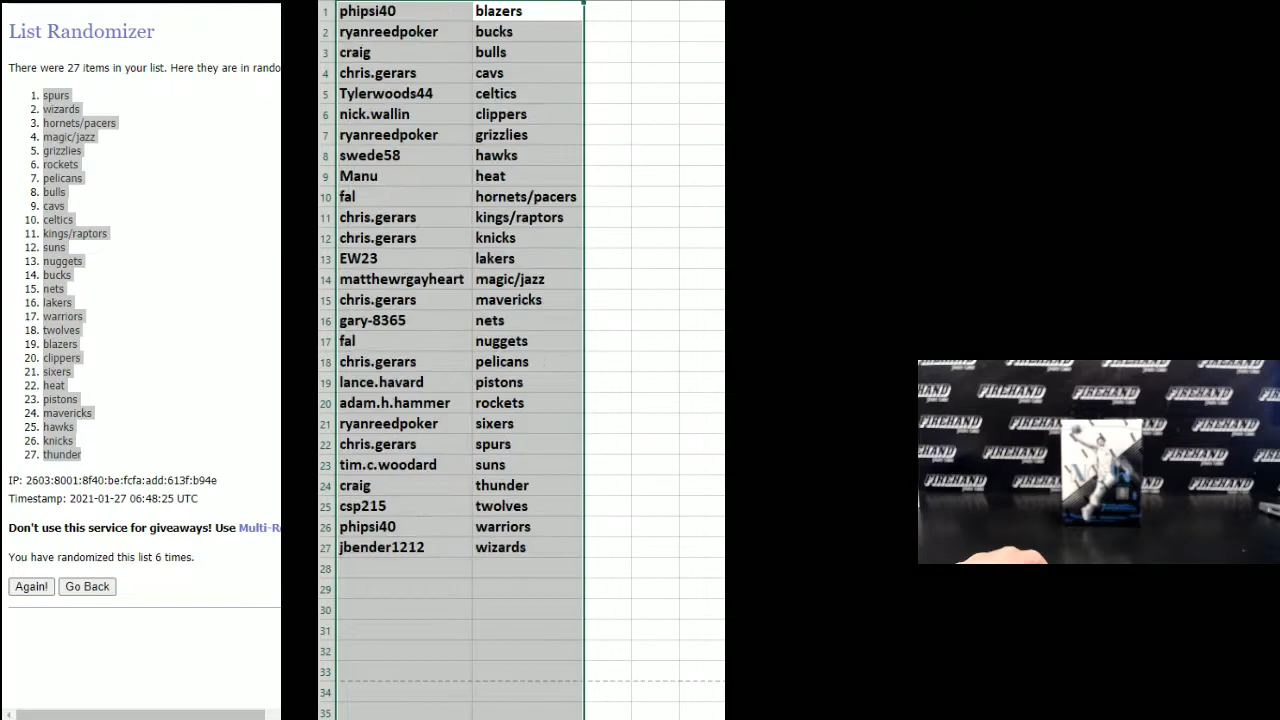 List Randomizer
There were 27 items in your list. Here they are in rando
1. spurs
2. wizards
3. hornets/pacers
4. magic/jazz
5. grizzlies
6. rockets
7. pelicans
8. bulls
9. cavs
10. celtics
11. kings/raptors
12. suns
13. nuggets
14. bucks
15. nets
16. lakers
17. warriors
18. twolves
19. blazers
20. clippers
21. sixers
22. heat
23. pistons
24. mavericks
25. hawks
26. knicks
27. thunder
IP: 2603:8001:8f40:be:fcfa:add:613f:b94e
Timestamp: 2021-01-27 06:48:25 UTC
Don't use this service for giveaways! Use Multi-R
You have randomized this list 6 times.
Again! Go Back
1 phipsi40 blazers
2 ryanreedpoker bucks
3 craig bulls
4 chris.gerars cavs
5 Tylerwoods44 celtics
6 nick.wallin clippers
7 ryanreedpoker grizzlies
8 swede58 hawks
9 Manu heat
10 fal hornets/pacers
11 chris.gerars kings/raptors
12 chris.gerars knicks
13 EW23 lakers
14 matthewrgayheart magic/jazz
15 chris.gerars mavericks
16 gary-8365 nets
17 fal nuggets
18 chris.gerars pelicans
19 lance.havard pistons
20 adam.h.hammer rockets
21 ryanreedpoker sixers
22 chris.gerars spurs
23 tim.c.woodard suns
24 craig thunder
25 csp215 twolves
26 phipsi40 warriors
27 jbender1212 wizards
28
29
30
31
32
33
34
35
FIREHAND
FIREHAND
FIREHAND
FIREHAND